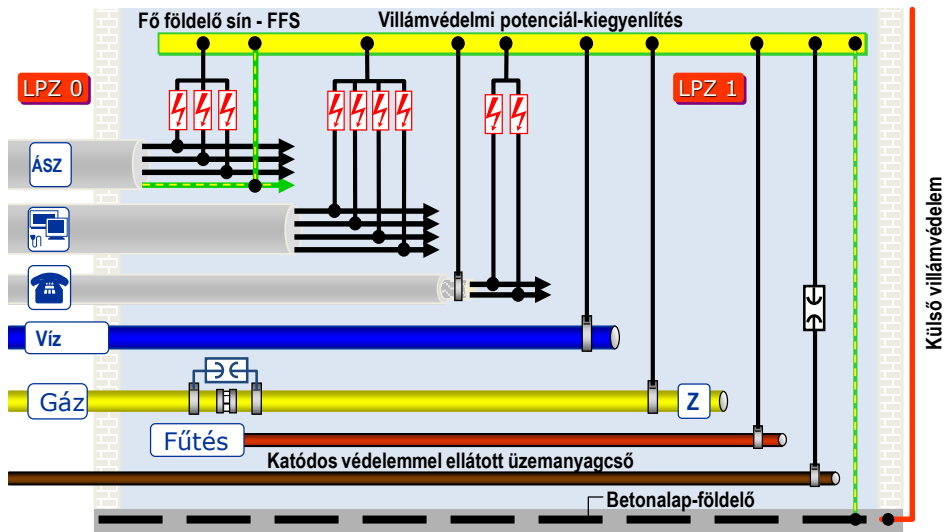 Fő földelő sín - FFS
Villámvédelmi potenciál-kiegyenlítés
LPZ 0
LPZ 1
ÁSZ
Víz
Gáz
Z
Fűtés
Katódos védelemmel ellátott üzemanyagcső
Betonalap-földelő
Külső villámvédelem